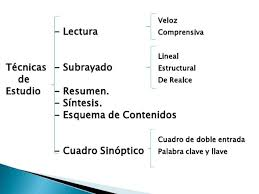 Técnicas
de
Estudio
- Lectura
Veloz
Comprensiva
- Subrayado
Lineal
Estructural
De Realce
- Resumen.
- Síntesis.
- Esquema de Contenidos
- Cuadro Sinóptico
Cuadro de doble entrada
Palabra clave y llave